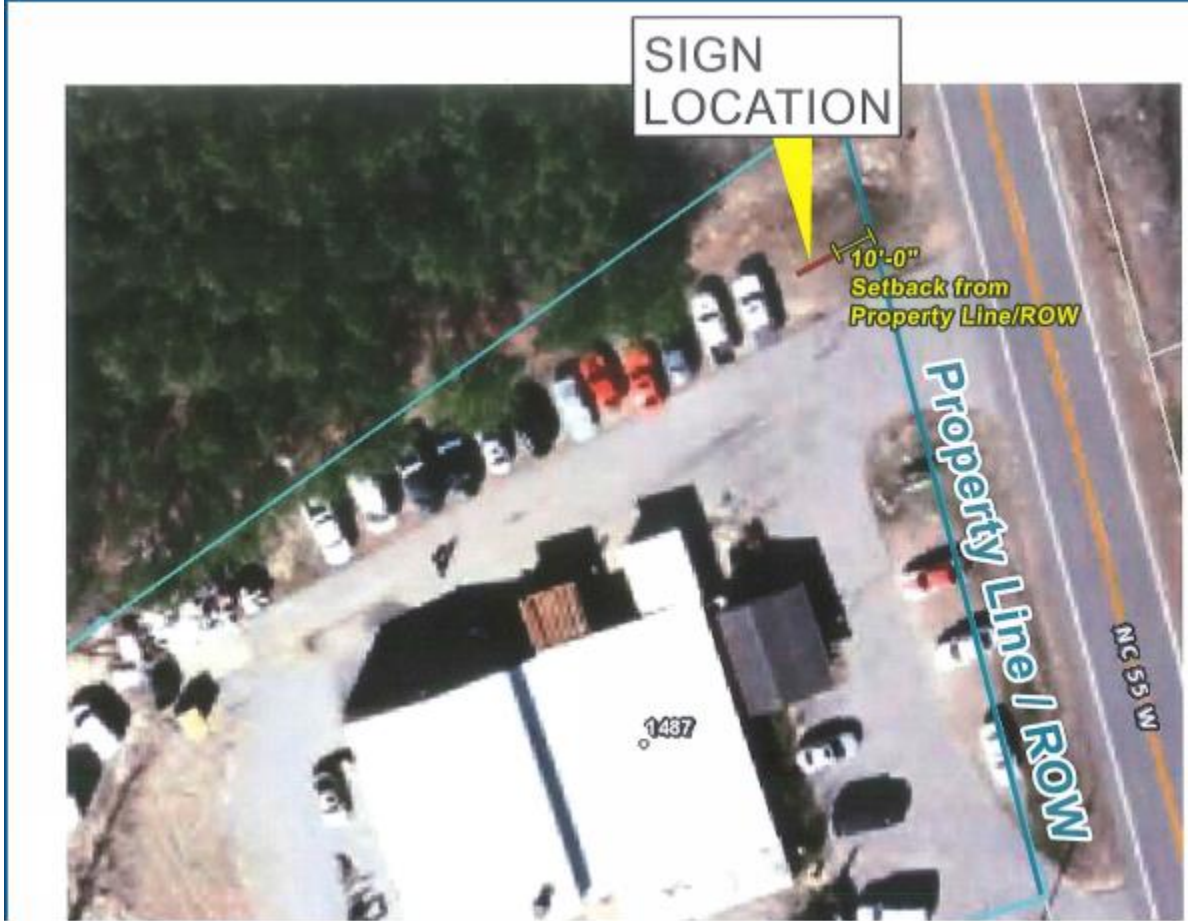 SIGN
LOCATION
10'-0"
Setback from
Property Line/ROW
Property Line / ROW
NC 55 W
1487